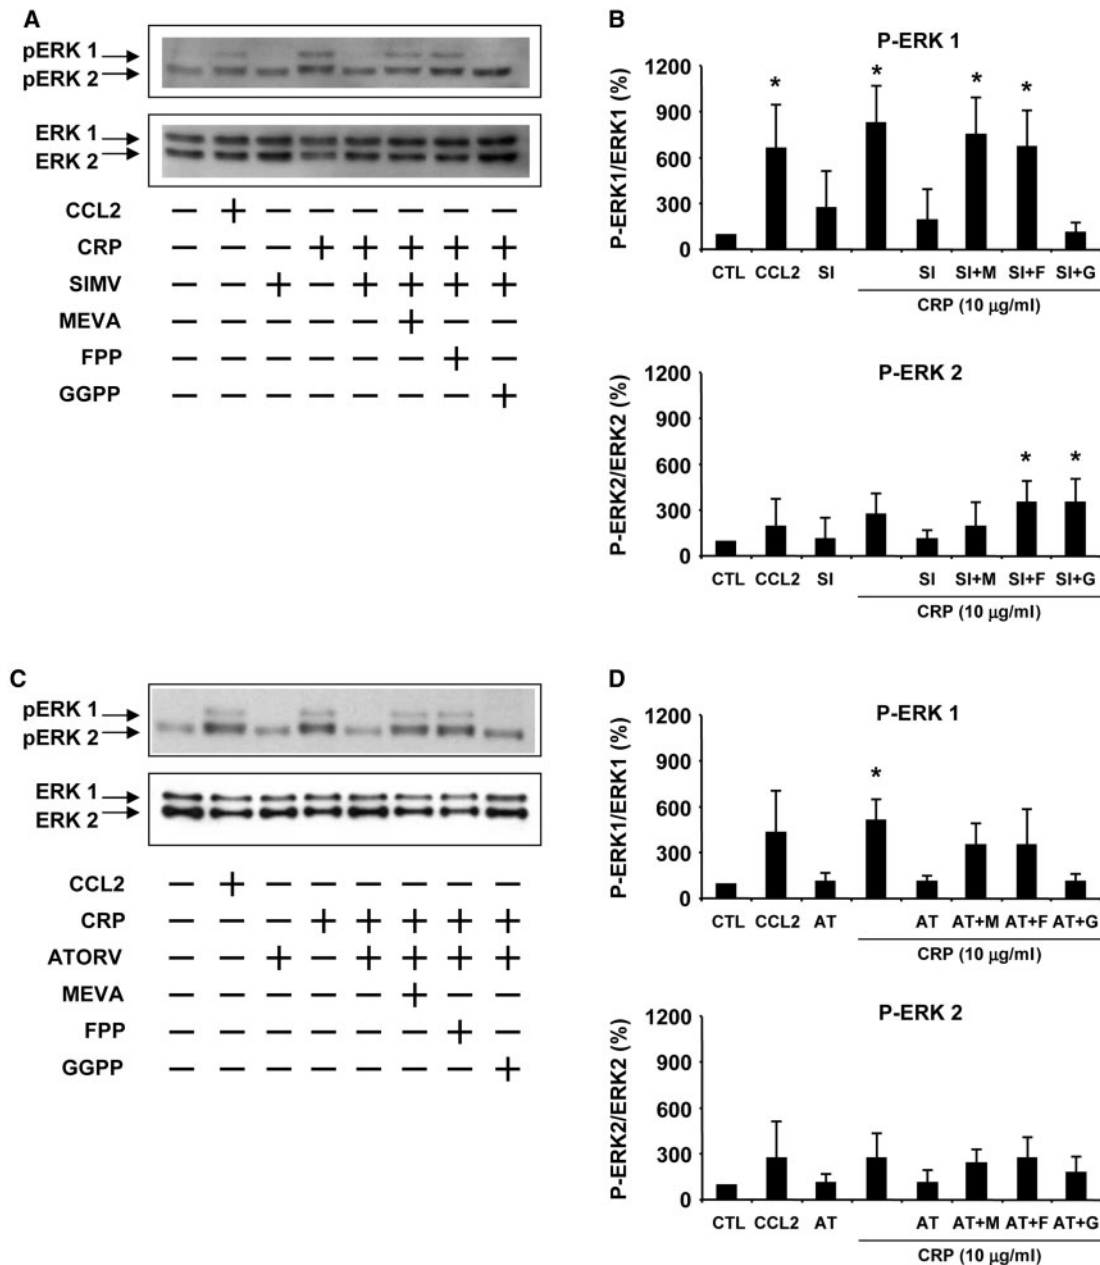 A
pERK 1
pERK 2
ERK 1
ERK 2
CCL2 — + — — — — — —
CRP — — — + + + + +
SIMV — — + — + + + +
MEVA — — — — — + — —
FPP — — — — — — + —
GGPP — — — — — — — +
B
P-ERK 1
P-ERK1/ERK1 (%)
1200
900
600
300
0
* * * *
CTL CCL2 SI SI SI+M SI+F SI+G
CRP (10 μg/ml)
P-ERK 2
P-ERK2/ERK2 (%)
1200
900
600
300
0
* *
CTL CCL2 SI SI SI+M SI+F SI+G
CRP (10 μg/ml)
C
pERK 1
pERK 2
ERK 1
ERK 2
CCL2 — + — — — — — —
CRP — — — + + + + +
ATORV — — + — + + + +
MEVA — — — — — + — —
FPP — — — — — — + —
GGPP — — — — — — — +
D
P-ERK 1
P-ERK1/ERK1 (%)
1200
900
600
300
0
*
CTL CCL2 AT AT AT+M AT+F AT+G
CRP (10 μg/ml)
P-ERK 2
P-ERK2/ERK2 (%)
1200
900
600
300
0
CTL CCL2 AT AT AT+M AT+F AT+G
CRP (10 μg/ml)